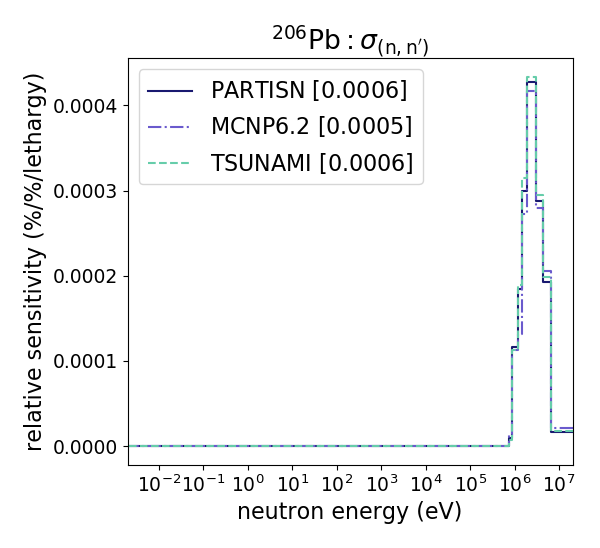 ²⁰⁶Pb : σ₍ₙ, ₙ′₎
PARTISN [0.0006]
MCNP6.2 [0.0005]
TSUNAMI [0.0006]
relative sensitivity (%/%/lethargy)
0.0004
0.0003
0.0002
0.0001
0.0000
10⁻² 10⁻¹ 10⁰ 10¹ 10² 10³ 10⁴ 10⁵ 10⁶ 10⁷
neutron energy (eV)